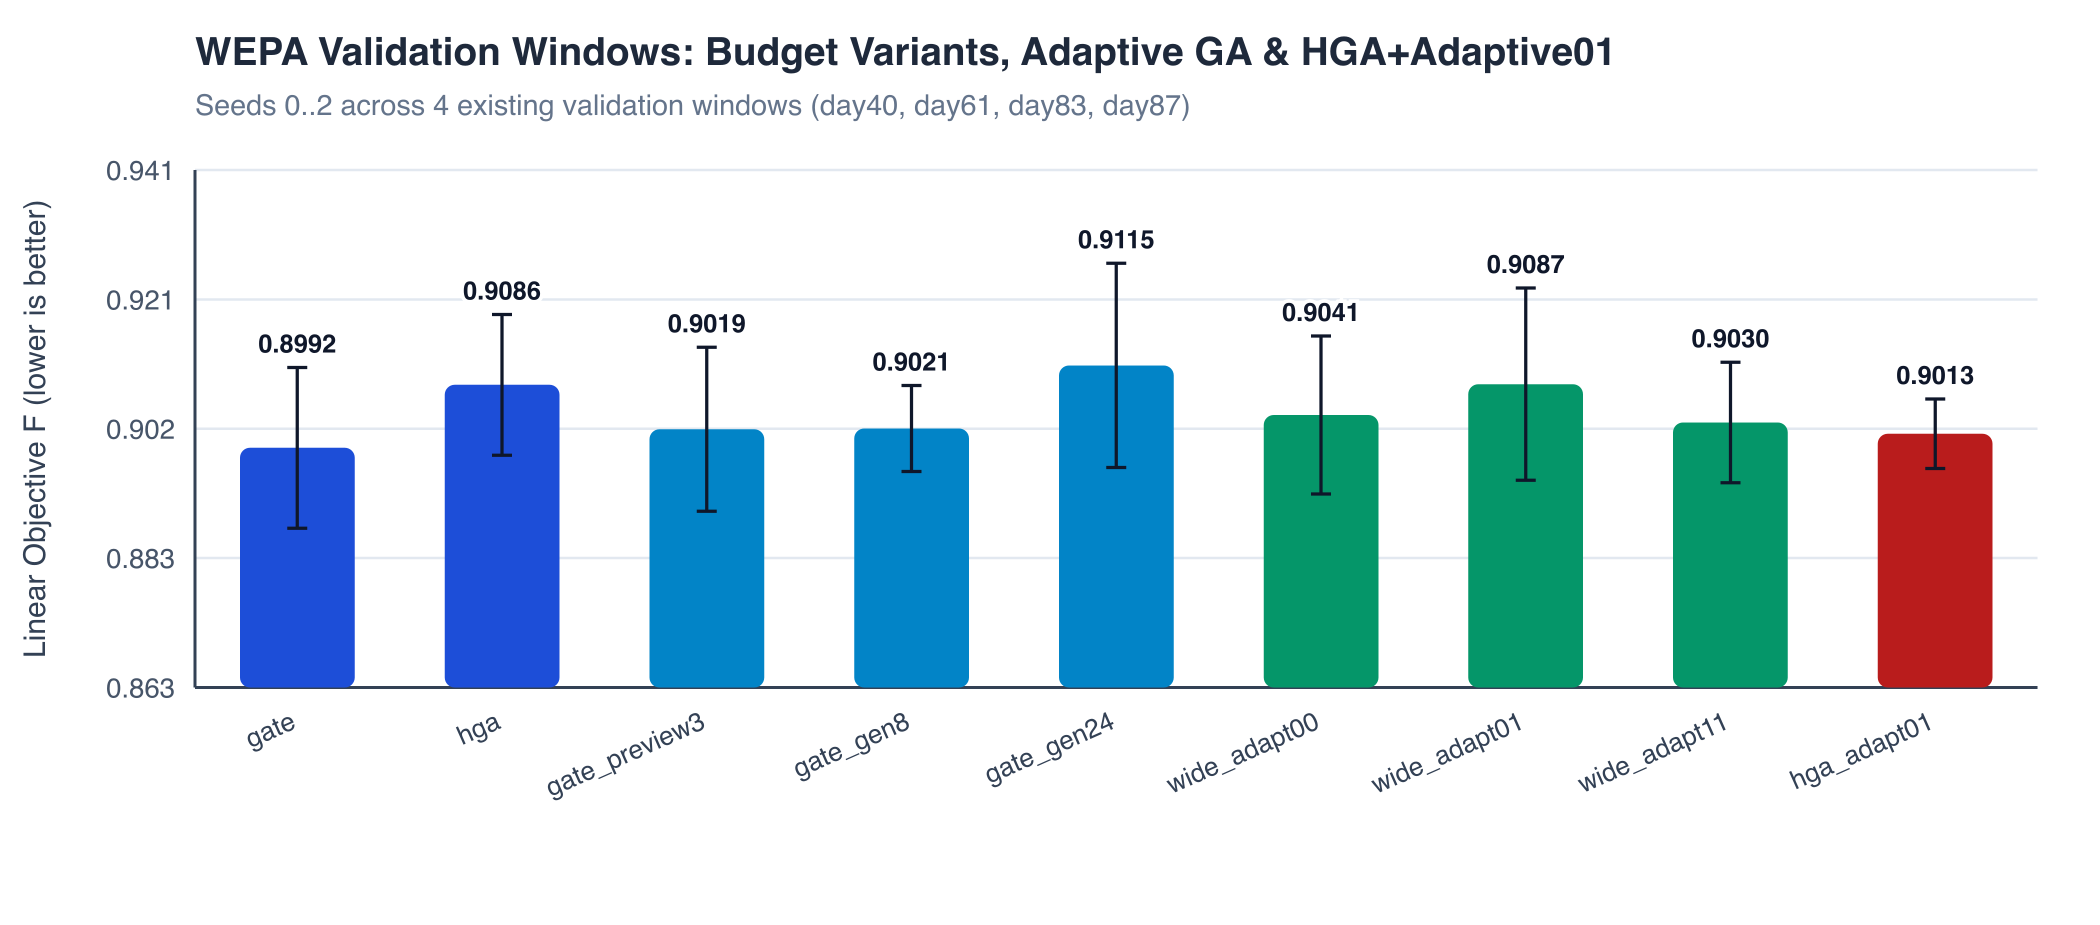 WEPA Validation Windows: Budget Variants, Adaptive GA & HGA+Adaptive01
Seeds 0..2 across 4 existing validation windows (day40, day61, day83, day87)
Linear Objective F (lower is better)
0.941
0.921
0.902
0.883
0.863
0.8992
0.9086
0.9019
0.9021
0.9115
0.9041
0.9087
0.9030
0.9013
gate
hga
gate_preview3
gate_gen8
gate_gen24
wide_adapt00
wide_adapt01
wide_adapt11
hga_adapt01